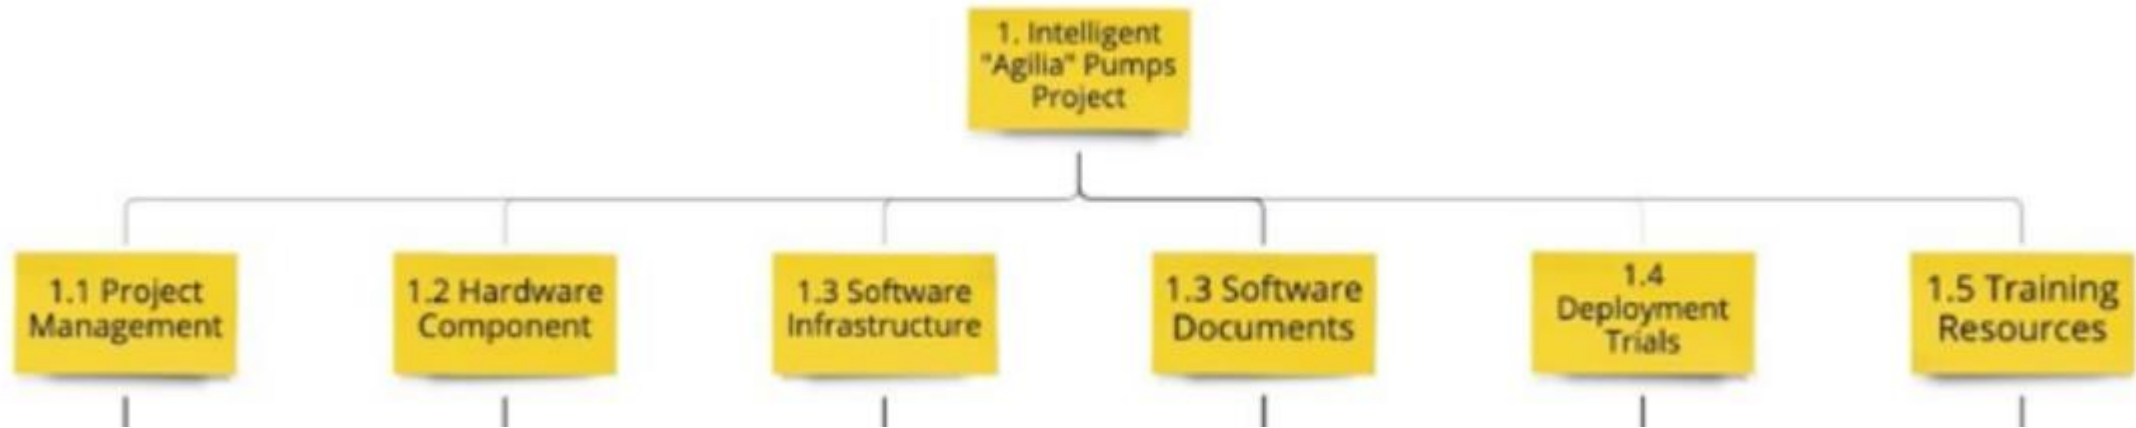 1. Intelligent
"Agilia" Pumps
Project
1.1 Project
Management
1.2 Hardware
Component
1.3 Software
Infrastructure
1.3 Software
Documents
1.4
Deployment
Trials
1.5 Training
Resources